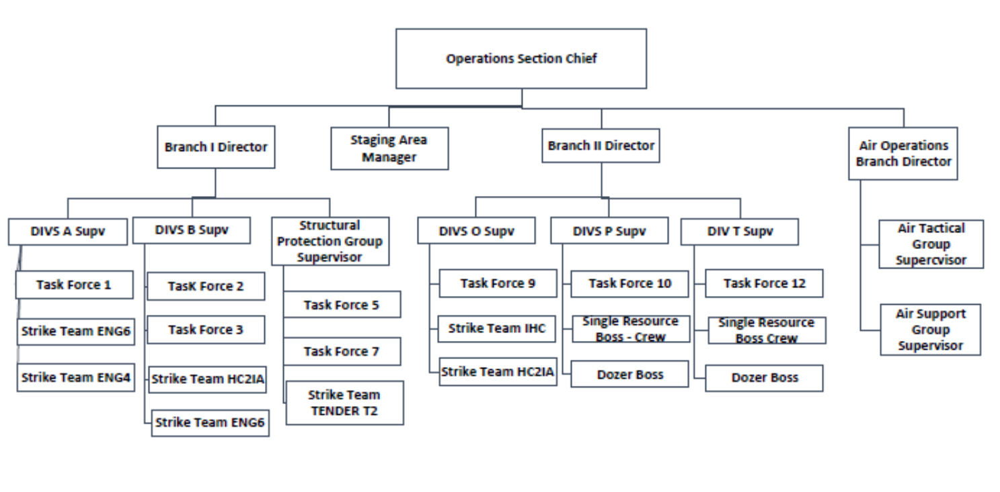 Operations Section Chief
Branch I Director
Staging Area
Manager
Branch II Director
Air Operations
Branch Director
DIVS A Supv
DIVS B Supv
Structural
Protection Group
Supervisor
DIVS O Supv
DIVS P Supv
DIV T Supv
Air Tactical
Group
Supercvisor
Task Force 1
TasK Force 2
Task Force 5
Task Force 9
Task Force 10
Task Force 12
Strike Team ENG6
Task Force 3
Task Force 7
Strike Team IHC
Single Resource
Boss - Crew
Single Resource
Boss Crew
Air Support
Group
Supervisor
Strike Team ENG4
Strike Team HC2IA
Strike Team
TENDER T2
Strike Team HC2IA
Dozer Boss
Dozer Boss
Strike Team ENG6